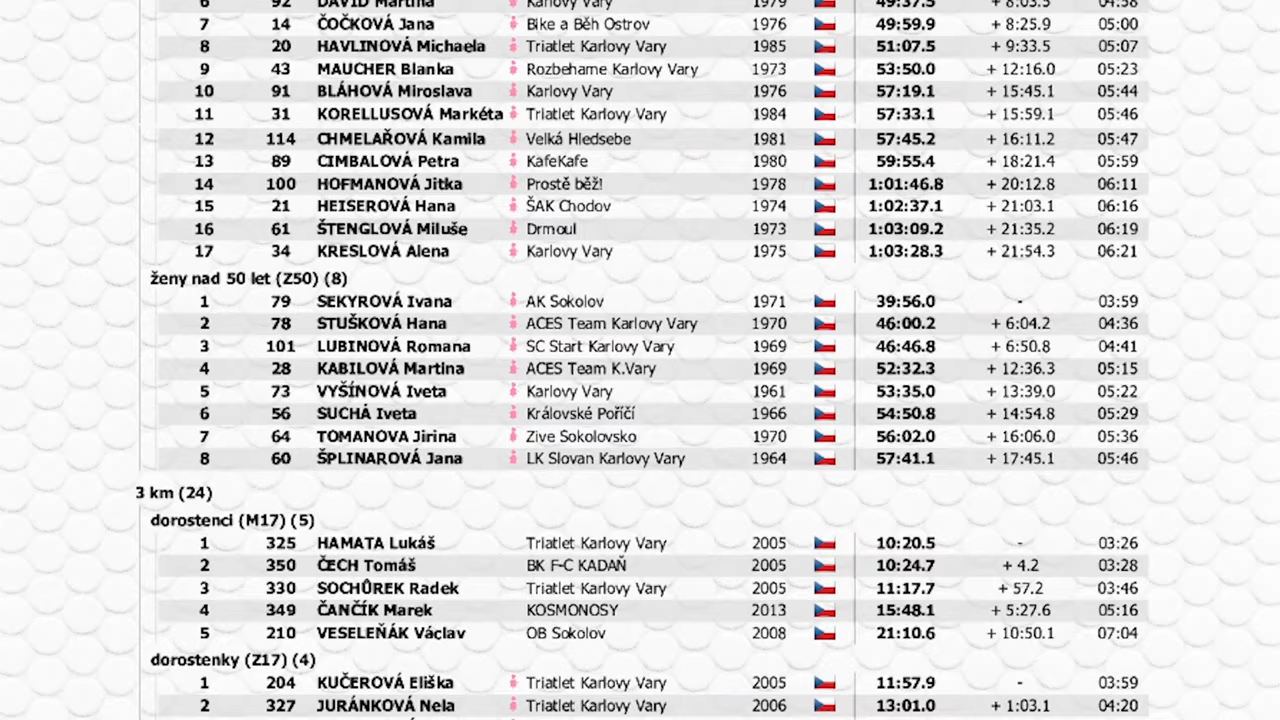 6 92 DAVID Martina Karlovy Vary 1979 49:37.5 + 8:03.5 04:58
7 14 ČOČKOVÁ Jana Bike a Běh Ostrov 1976 49:59.9 + 8:25.9 05:00
8 20 HAVLINOVÁ Michaela Triatlet Karlovy Vary 1985 51:07.5 + 9:33.5 05:07
9 43 MAUCHER Blanka Rozbehame Karlovy Vary 1973 53:50.0 + 12:16.0 05:23
10 91 BLÁHOVÁ Miroslava Karlovy Vary 1976 57:19.1 + 15:45.1 05:44
11 31 KORELLUSOVÁ Markéta Triatlet Karlovy Vary 1984 57:33.1 + 15:59.1 05:46
12 114 CHMELAŘOVÁ Kamila Velká Hledsebe 1981 57:45.2 + 16:11.2 05:47
13 89 CIMBALOVÁ Petra KafeKafe 1980 59:55.4 + 18:21.4 05:59
14 100 HOFMANOVÁ Jitka Prostě běž! 1978 1:01:46.8 + 20:12.8 06:11
15 21 HEISEROVÁ Hana ŠAK Chodov 1974 1:02:37.1 + 21:03.1 06:16
16 61 ŠTENGLOVÁ Miluše Drmoul 1973 1:03:09.2 + 21:35.2 06:19
17 34 KRESLOVÁ Alena Karlovy Vary 1975 1:03:28.3 + 21:54.3 06:21
ženy nad 50 let (Z50) (8)
1 79 SEKYROVÁ Ivana AK Sokolov 1971 39:56.0 - 03:59
2 78 STUŠKOVÁ Hana ACES Team Karlovy Vary 1970 46:00.2 + 6:04.2 04:36
3 101 LUBINOVÁ Romana SC Start Karlovy Vary 1969 46:46.8 + 6:50.8 04:41
4 28 KABILOVÁ Martina ACES Team K.Vary 1969 52:32.3 + 12:36.3 05:15
5 73 VYŠÍNOVÁ Iveta Karlovy Vary 1961 53:35.0 + 13:39.0 05:22
6 56 SUCHÁ Iveta Královské Poříčí 1966 54:50.8 + 14:54.8 05:29
7 64 TOMANOVA Jirina Zive Sokolovsko 1970 56:02.0 + 16:06.0 05:36
8 60 ŠPLINAROVÁ Jana LK Slovan Karlovy Vary 1964 57:41.1 + 17:45.1 05:46
3 km (24)
dorostenci (M17) (5)
1 325 HAMATA Lukáš Triatlet Karlovy Vary 2005 10:20.5 - 03:26
2 350 ČECH Tomáš BK F-C KADAŇ 2005 10:24.7 + 4.2 03:28
3 330 SOCHŮREK Radek Triatlet Karlovy Vary 2005 11:17.7 + 57.2 03:46
4 349 ČANČÍK Marek KOSMONOSY 2013 15:48.1 + 5:27.6 05:16
5 210 VESELEŇÁK Václav OB Sokolov 2008 21:10.6 + 10:50.1 07:04
dorostenky (Z17) (4)
1 204 KUČEROVÁ Eliška Triatlet Karlovy Vary 2005 11:57.9 - 03:59
2 327 JURÁNKOVÁ Nela Triatlet Karlovy Vary 2006 13:01.0 + 1:03.1 04:20